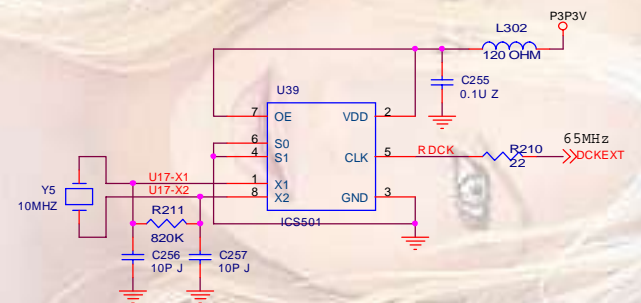 P3P3V
L302
120 OHM
C255
0.1U Z
U39
7 OE VDD 2
6 S0
4 S1 CLK 5
RDCK
R210
22
65MHz
DCKEXT
U17-X1
1 X1
U17-X2
8 X2 GND 3
ICS501
Y5
10MHZ
R211
820K
C256
10P J
C257
10P J